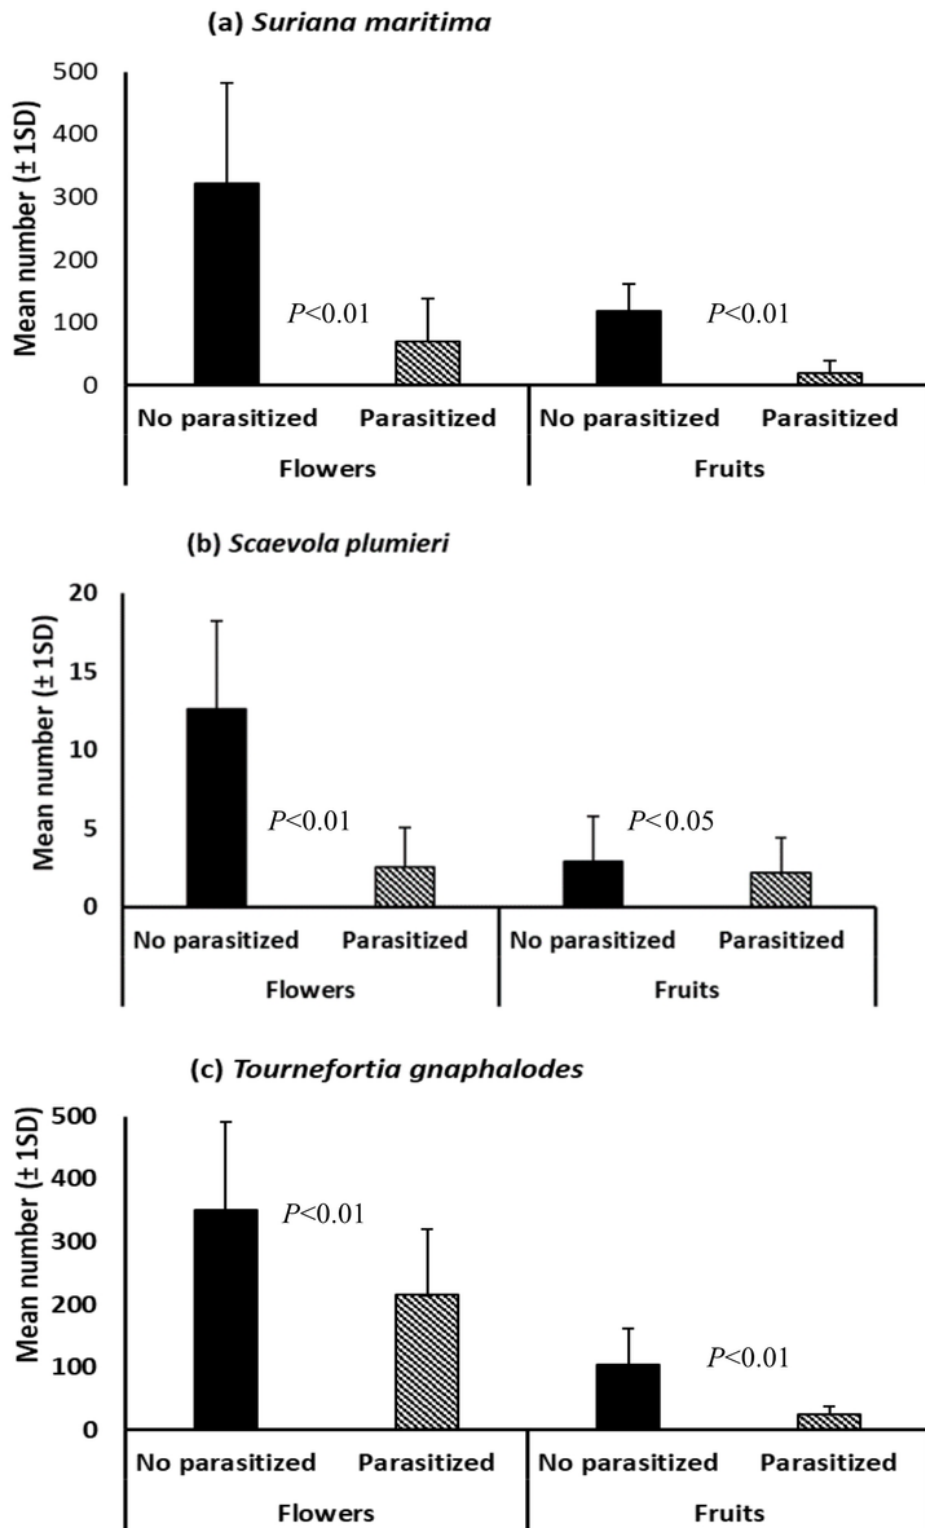 (a) Suriana maritima
Mean number (± 1SD)
500
400
300
200
100
0
P<0.01
P<0.01
No parasitized Parasitized No parasitized Parasitized
Flowers Fruits
(b) Scaevola plumieri
Mean number (± 1SD)
20
15
10
5
0
P<0.01
P<0.05
No parasitized Parasitized No parasitized Parasitized
Flowers Fruits
(c) Tournefortia gnaphalodes
Mean number (± 1SD)
500
400
300
200
100
0
P<0.01
P<0.01
No parasitized Parasitized No parasitized Parasitized
Flowers Fruits